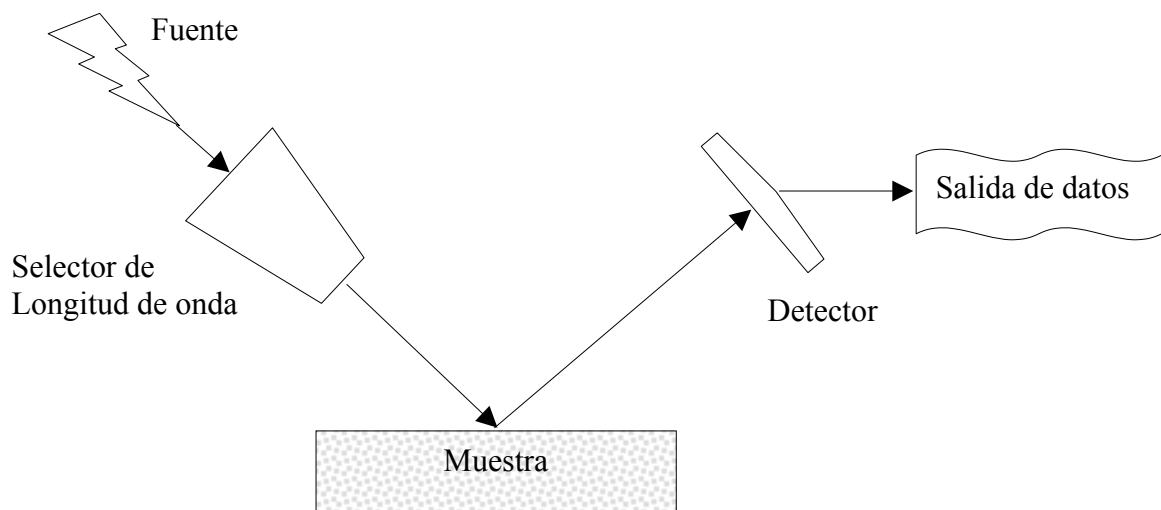 Fuente
Salida de datos
Selector de
Longitud de onda
Detector
Muestra